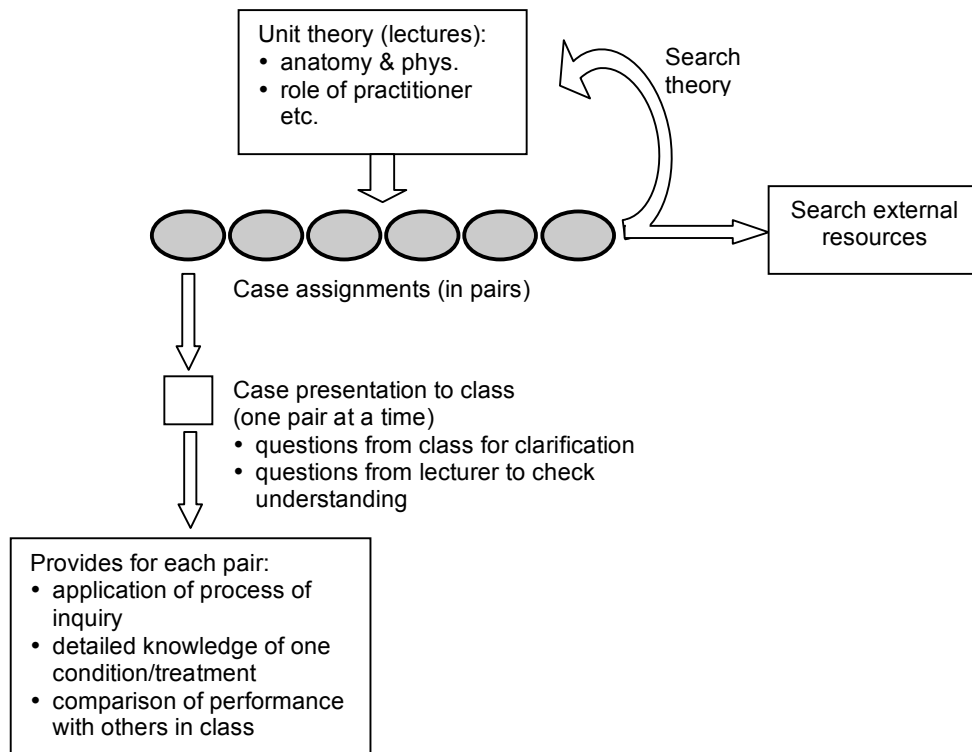 Unit theory (lectures):
• anatomy & phys.
• role of practitioner
etc.
Search
theory
Search external
resources
Case assignments (in pairs)
Case presentation to class
(one pair at a time)
• questions from class for clarification
• questions from lecturer to check
understanding
Provides for each pair:
• application of process of
inquiry
• detailed knowledge of one
condition/treatment
• comparison of performance
with others in class